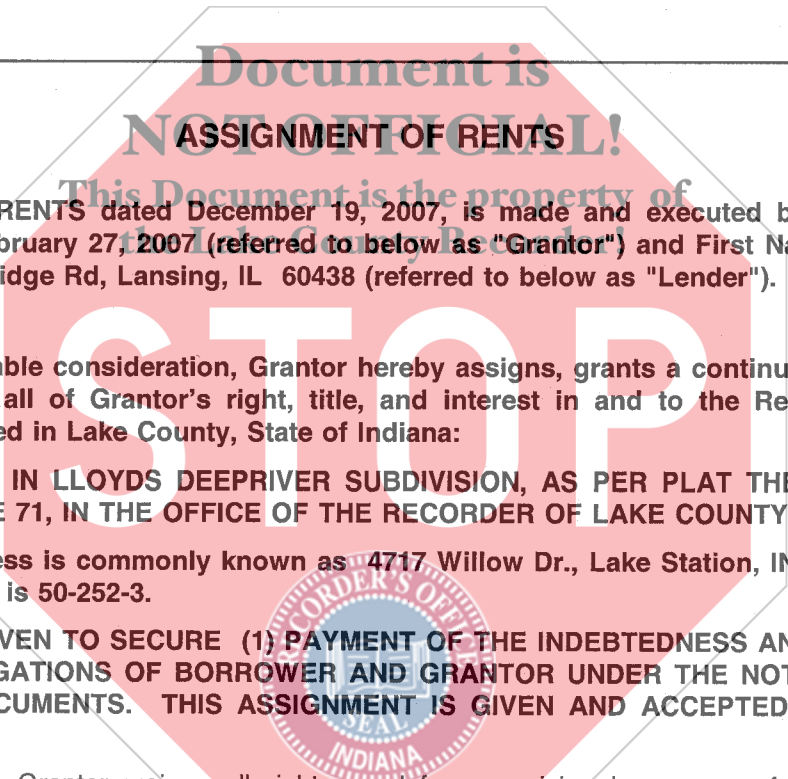 Document is
NOT OFFICIAL!
ASSIGNMENT OF RENTS
This Document is the property of
the Lake County Recorder!
RENTS dated December 19, 2007, is made and executed b
bruary 27, 2007 (referred to below as "Grantor") and First Na
idge Rd, Lansing, IL 60438 (referred to below as "Lender").
STOP
ble consideration, Grantor hereby assigns, grants a continu
all of Grantor's right, title, and interest in and to the Re
ed in Lake County, State of Indiana:
IN LLOYDS DEEPRIVER SUBDIVISION, AS PER PLAT THE
E 71, IN THE OFFICE OF THE RECORDER OF LAKE COUNTY
ess is commonly known as 4717 Willow Dr., Lake Station, IN
is 50-252-3.
RECORDER'S OFFICE
SEAL
INDIANA
VEN TO SECURE (1) PAYMENT OF THE INDEBTEDNESS AN
GATIONS OF BORROWER AND GRANTOR UNDER THE NOT
CUMENTS. THIS ASSIGNMENT IS GIVEN AND ACCEPTED